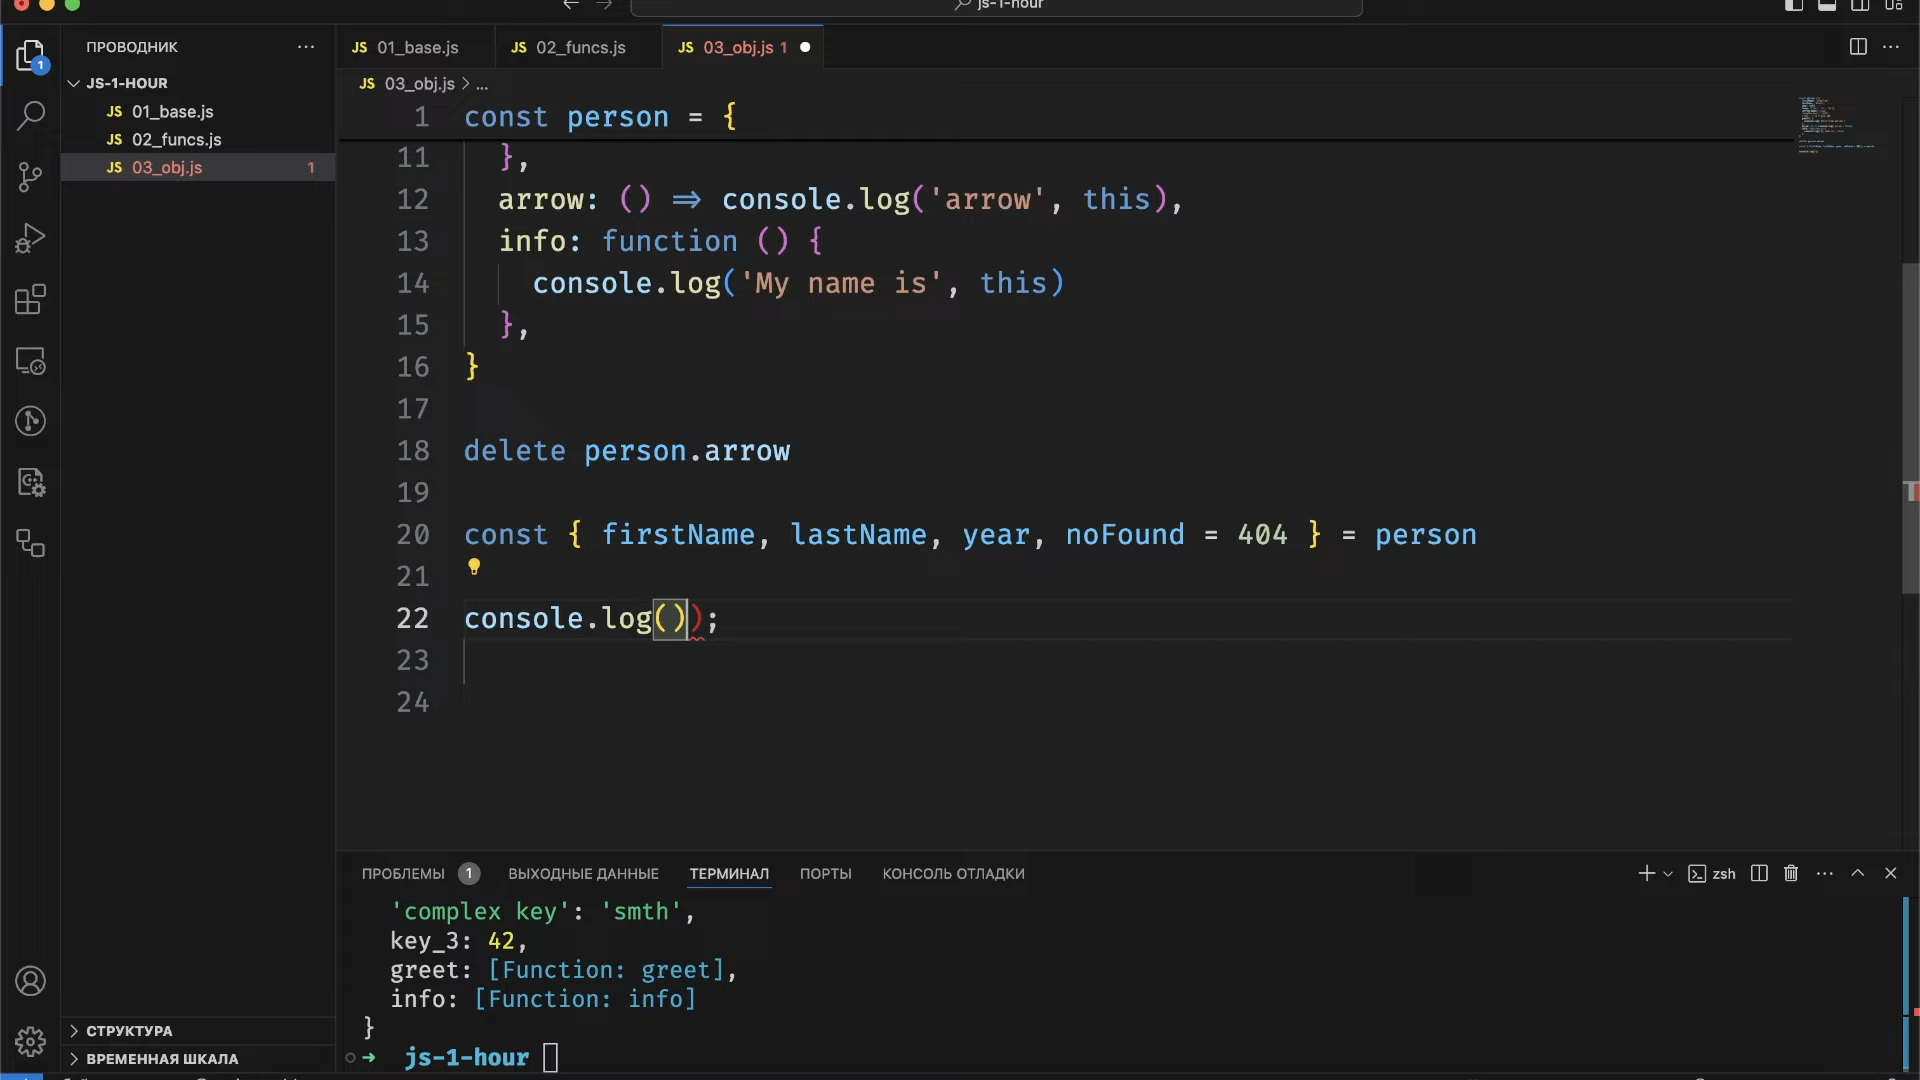 js-1-hour
ПРОВОДНИК
JS 01_base.js
JS 02_funcs.js
JS 03_obj.js 1
1
JS-1-HOUR
JS 01_base.js
JS 02_funcs.js
JS 03_obj.js 1
JS 03_obj.js > ...
1 const person = {
11 },
12 arrow: () => console.log('arrow', this),
13 info: function () {
14 console.log('My name is', this)
15 },
16 }
17
18 delete person.arrow
19
20 const { firstName, lastName, year, noFound = 404 } = person
21
22 console.log());
23
24
ПРОБЛЕМЫ 1 ВЫХОДНЫЕ ДАННЫЕ ТЕРМИНАЛ ПОРТЫ КОНСОЛЬ ОТЛАДКИ
zsh
'complex key': 'smth',
key_3: 42,
greet: [Function: greet],
info: [Function: info]
}
➜ js-1-hour
СТРУКТУРА
ВРЕМЕННАЯ ШКАЛА